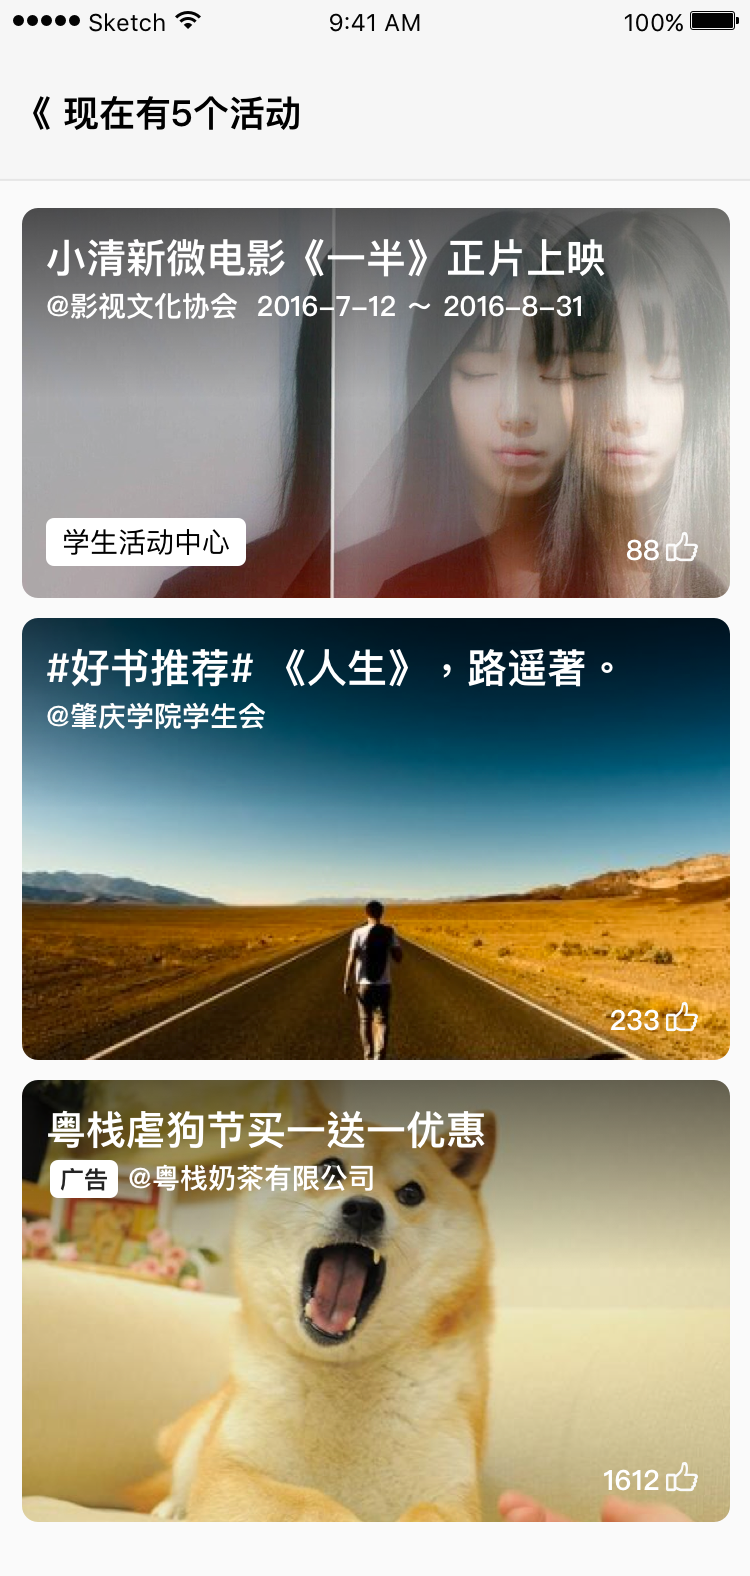 Sketch 9:41 AM 100%
《 现在有5个活动
小清新微电影《一半》正片上映
@影视文化协会 2016-7-12 ～ 2016-8-31
学生活动中心
88
#好书推荐# 《人生》，路遥著。
@肇庆学院学生会
233
粤栈虐狗节买一送一优惠
广告 @粤栈奶茶有限公司
1612